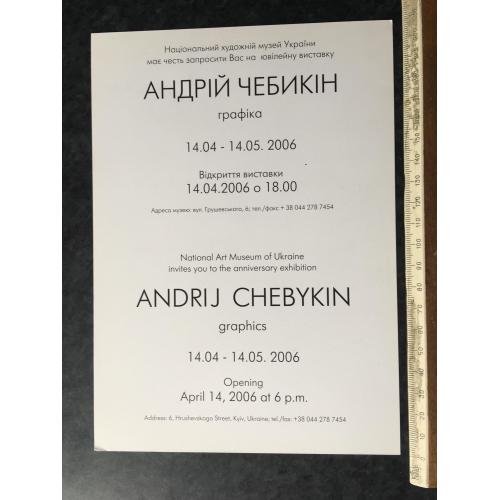 Національний художній музей України
має честь запросити Вас на ювілейну виставку
АНДРІЙ ЧЕБИКІН
графіка
14.04 - 14.05. 2006
Відкриття виставки
14.04.2006 о 18.00
Адреса музею: вул. Грушевського, 6; тел./факс + 38 044 278 7454
National Art Museum of Ukraine
invites you to the anniversary exhibition
ANDRIJ CHEBYKIN
graphics
14.04 - 14.05. 2006
Opening
April 14, 2006 at 6 p.m.
Address: 6, Hrushevskogo Street, Kyiv, Ukraine; tel./fax: +38 044 278 7454